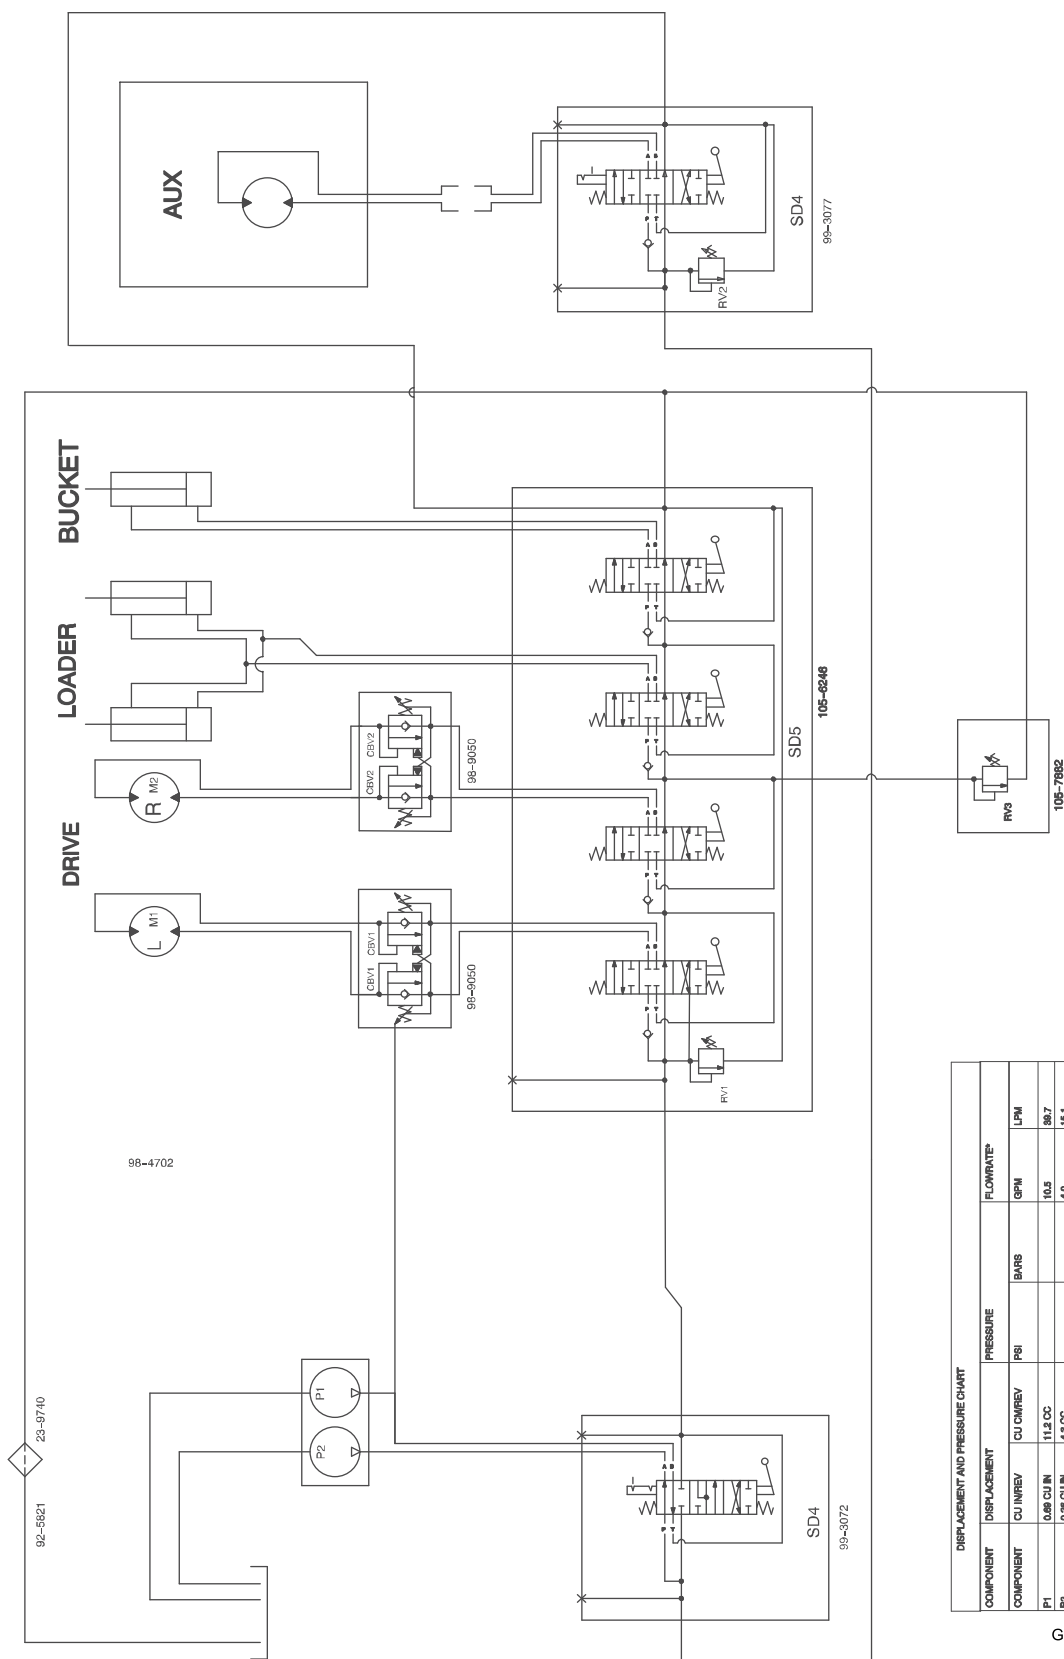 AUX
A B
P T
RV2
SD4
99-3077
BUCKET
A B
P T
LOADER
A B
P T
105-6246
SD5
CBV2
CBV2
98-9050
R M2
A B
P T
RV3
105-7882
DRIVE
L M1
CBV1
CBV1
98-9050
A B
P T
RV1
98-4702
P1
P2
23-9740
92-5821
A B
P T
SD4
99-3072
DISPLACEMENT AND PRESSURE CHART
COMPONENT DISPLACEMENT PRESSURE FLOWRATE*
COMPONENT CU IN/REV CU CM/REV PSI BARS GPM LPM
P1 0.69 CU IN 11.2 CC 10.5 39.7
G